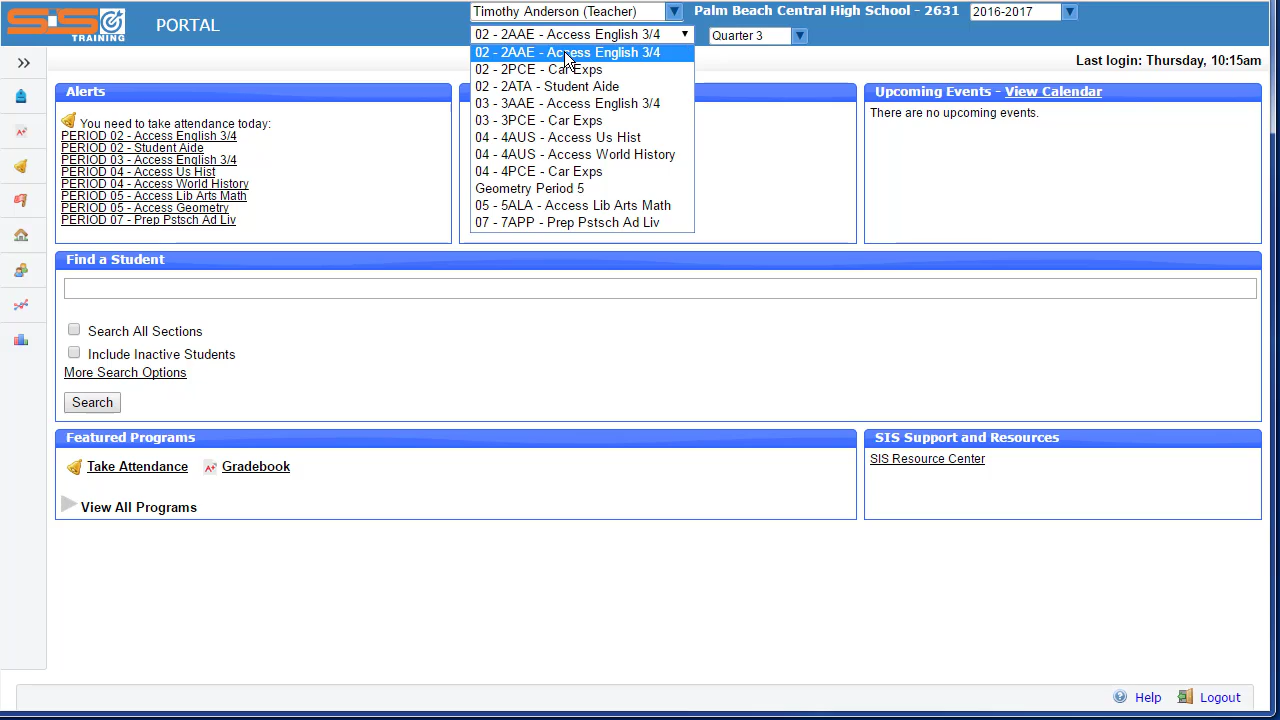 SIS
TRAINING
PORTAL
Timothy Anderson (Teacher)
Palm Beach Central High School - 2631
2016-2017
02 - 2AAE - Access English 3/4
Quarter 3
02 - 2AAE - Access English 3/4
02 - 2PCE - Car Exps
02 - 2ATA - Student Aide
03 - 3AAE - Access English 3/4
03 - 3PCE - Car Exps
04 - 4AUS - Access Us Hist
04 - 4AUS - Access World History
04 - 4PCE - Car Exps
Geometry Period 5
05 - 5ALA - Access Lib Arts Math
07 - 7APP - Prep Pstsch Ad Liv
Last login: Thursday, 10:15am
Alerts
You need to take attendance today:
PERIOD 02 - Access English 3/4
PERIOD 02 - Student Aide
PERIOD 03 - Access English 3/4
PERIOD 04 - Access Us Hist
PERIOD 04 - Access World History
PERIOD 05 - Access Lib Arts Math
PERIOD 05 - Access Geometry
PERIOD 07 - Prep Pstsch Ad Liv
Upcoming Events - View Calendar
There are no upcoming events.
Find a Student
Search All Sections
Include Inactive Students
More Search Options
Search
Featured Programs
Take Attendance
Gradebook
View All Programs
SIS Support and Resources
SIS Resource Center
Help
Logout